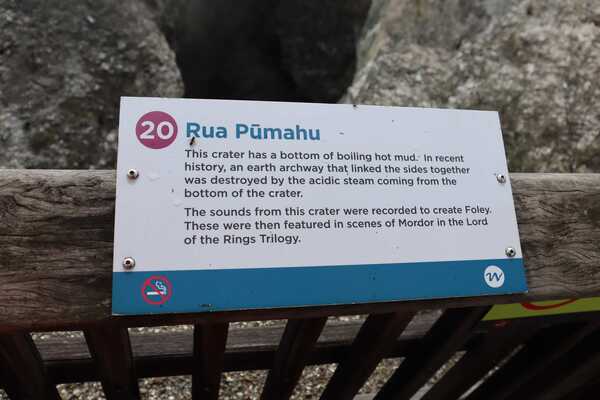 20 Rua Pūmahu
This crater has a bottom of boiling hot mud. In recent
history, an earth archway that linked the sides together
was destroyed by the acidic steam coming from the
bottom of the crater.
The sounds from this crater were recorded to create Foley.
These were then featured in scenes of Mordor in the Lord
of the Rings Trilogy.
w